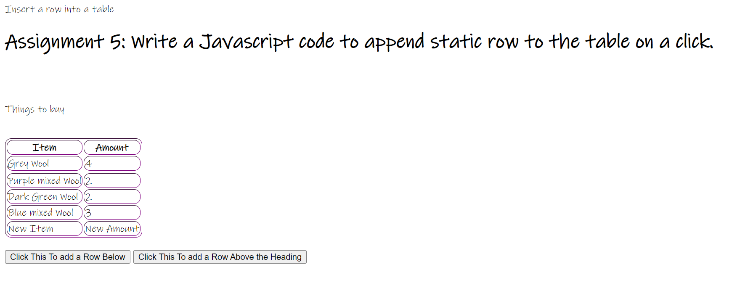 Insert a row into a table
Assignment 5: Write a Javascript code to append static row to the table on a click.
Things to buy
Item Amount
Grey Wool 4
Purple mixed Wool 2
Dark Green Wool 2
Blue mixed Wool 3
New Item New Amount
Click This To add a Row Below Click This To add a Row Above the Heading